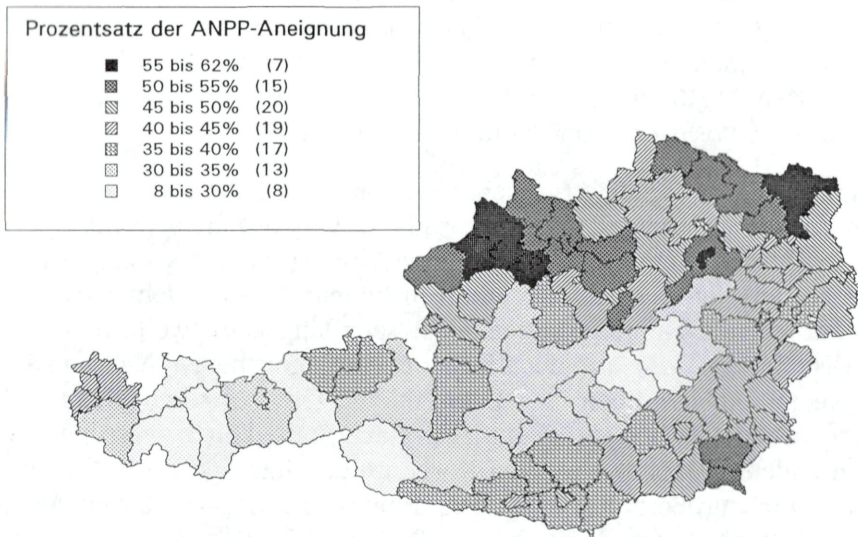 Prozentsatz der ANPP-Aneignung
55 bis 62% (7)
50 bis 55% (15)
45 bis 50% (20)
40 bis 45% (19)
35 bis 40% (17)
30 bis 35% (13)
8 bis 30% (8)